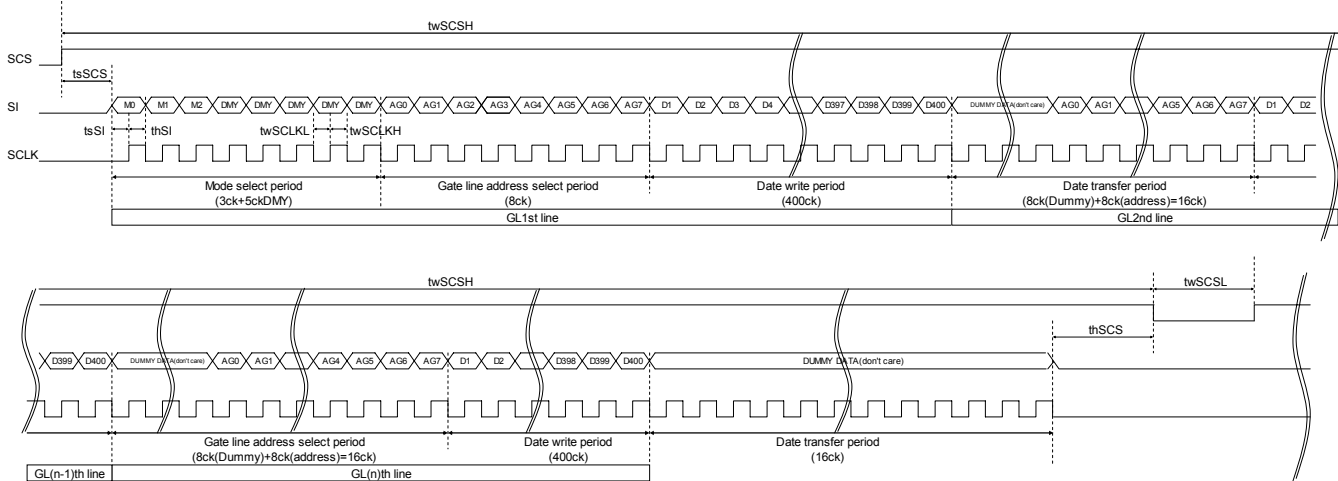 twSCSH
SCS
tsSCS
SI M0 M1 M2 DMY DMY DMY DMY DMY AG0 AG1 AG2 AG3 AG4 AG5 AG6 AG7 D1 D2 D3 D4 D397 D398 D399 D400 DUMMY DATA(don't care) AG0 AG1 AG5 AG6 AG7 D1 D2
tsSI thSI twSCLKL twSCLKH
SCLK
Mode select period Gate line address select period Date write period Date transfer period
(3ck+5ckDMY) (8ck) (400ck) (8ck(Dummy)+8ck(address)=16ck)
GL1st line GL2nd line
twSCSH twSCSL
thSCS
D399 D400 DUMMY DATA(don't care) AG0 AG1 AG4 AG5 AG6 AG7 D1 D2 D398 D399 D400 DUMMY DATA(don't care)
Gate line address select period Date write period Date transfer period
(8ck(Dummy)+8ck(address)=16ck) (400ck) (16ck)
GL(n-1)th line GL(n)th line